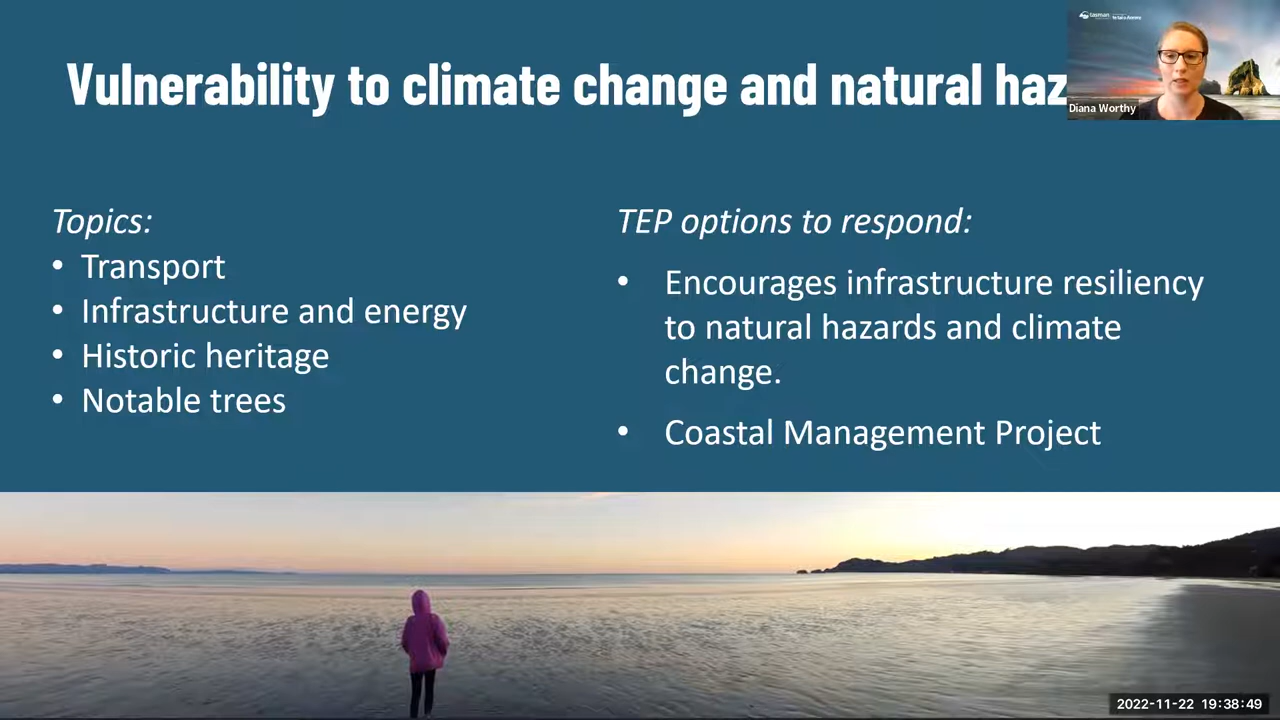 Vulnerability to climate change and natural haz
tasman
Diana Worthy
Topics:
• Transport
• Infrastructure and energy
• Historic heritage
• Notable trees
TEP options to respond:
• Encourages infrastructure resiliency
to natural hazards and climate
change.
• Coastal Management Project
2022-11-22 19:38:49